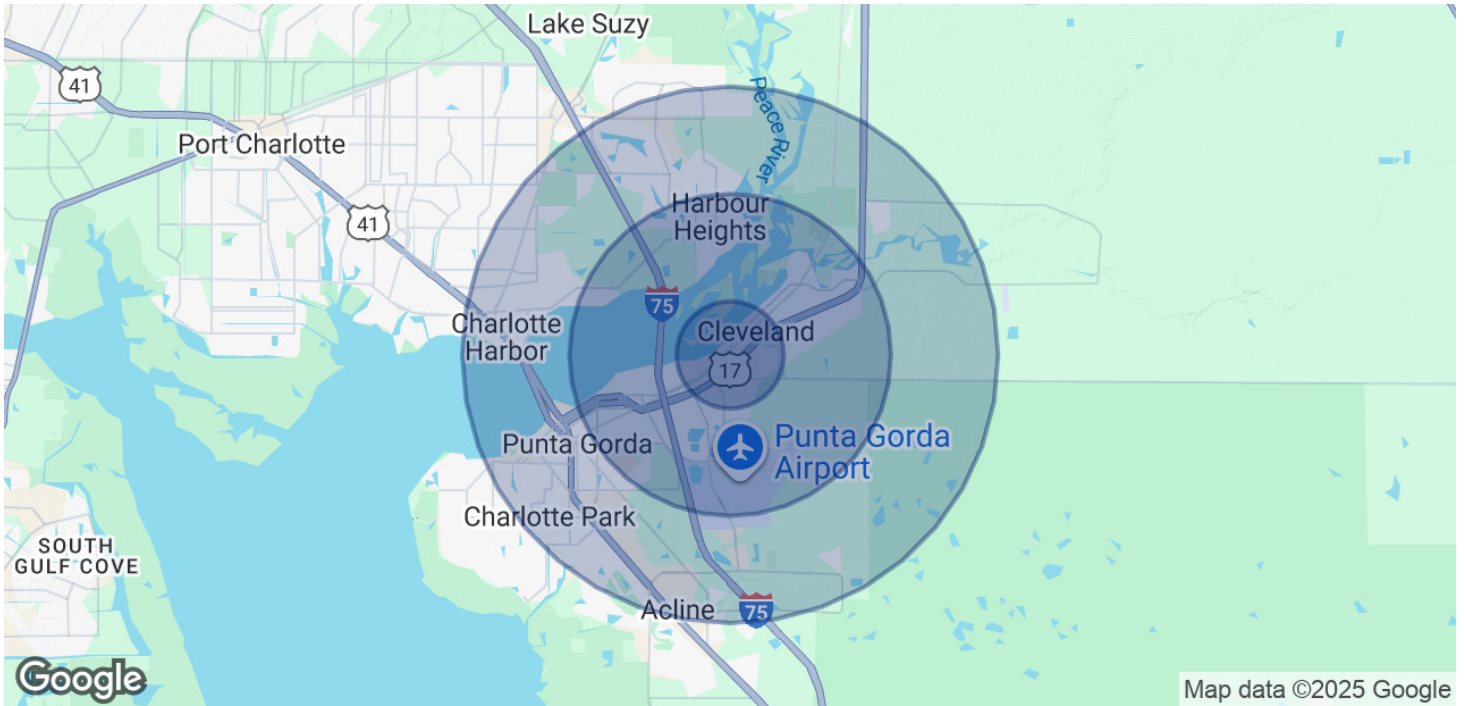 Lake Suzy
41
Peace River
Port Charlotte
Harbour
Heights
41
75
Charlotte
Harbor
Cleveland
17
Punta Gorda
Airport
Punta Gorda
Charlotte Park
SOUTH
GULF COVE
Acline
75
Google
Map data ©2025 Google